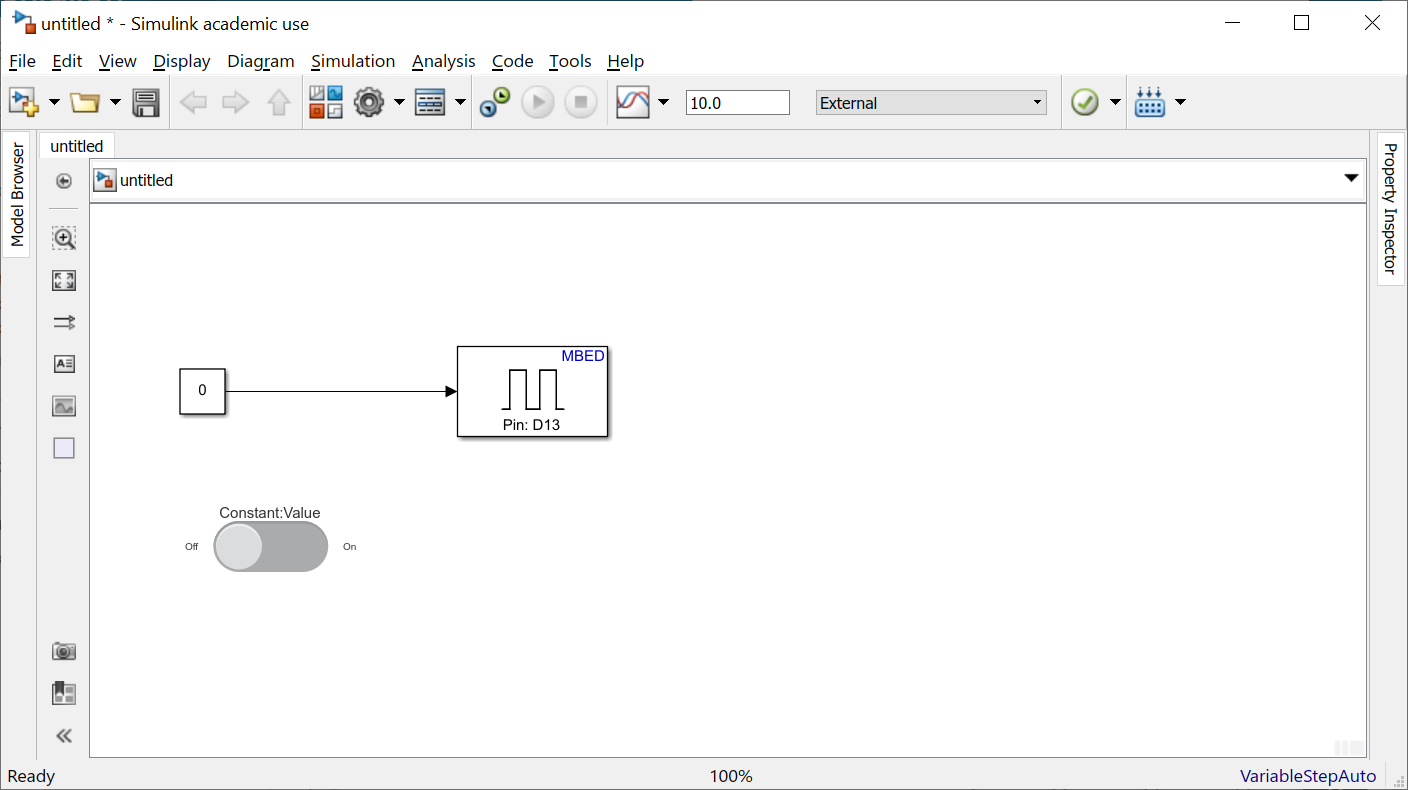 untitled * - Simulink academic use
File Edit View Display Diagram Simulation Analysis Code Tools Help
10.0 External
Model Browser
untitled
untitled
Property Inspector
MBED
0
Pin: D13
Constant:Value
Off On
Ready 100% VariableStepAuto